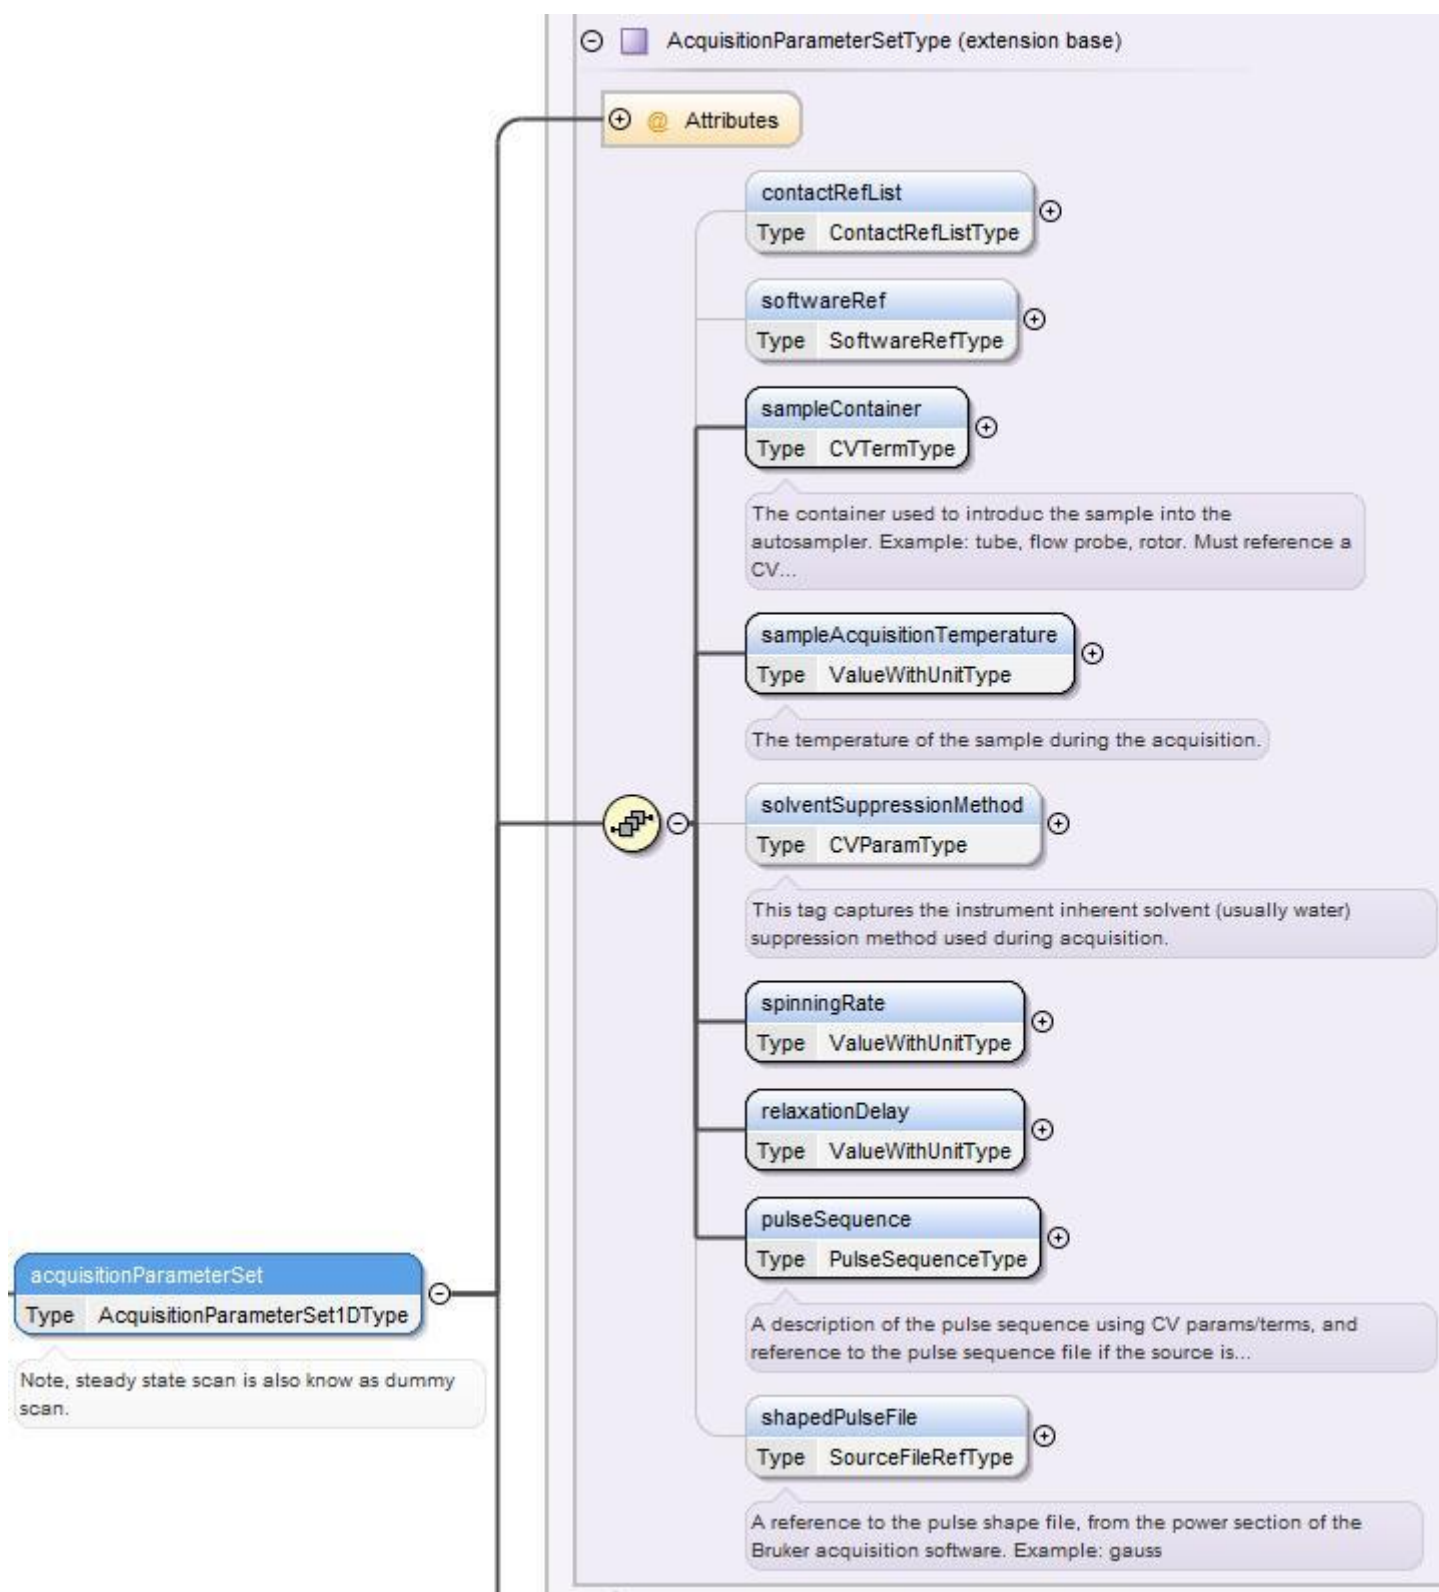 AcquisitionParameterSetType (extension base)
@ Attributes
contactRefList
Type ContactRefListType
softwareRef
Type SoftwareRefType
sampleContainer
Type CVTermType
The container used to introduc the sample into the
autosampler. Example: tube, flow probe, rotor. Must reference a
CV...
sampleAcquisitionTemperature
Type ValueWithUnitType
The temperature of the sample during the acquisition.
solventSuppressionMethod
Type CVParamType
This tag captures the instrument inherent solvent (usually water)
suppression method used during acquisition.
spinningRate
Type ValueWithUnitType
relaxationDelay
Type ValueWithUnitType
pulseSequence
Type PulseSequenceType
A description of the pulse sequence using CV params/terms, and
reference to the pulse sequence file if the source is...
shapedPulseFile
Type SourceFileRefType
A reference to the pulse shape file, from the power section of the
Bruker acquisition software. Example: gauss
acquisitionParameterSet
Type AcquisitionParameterSet1DType
Note, steady state scan is also know as dummy
scan.